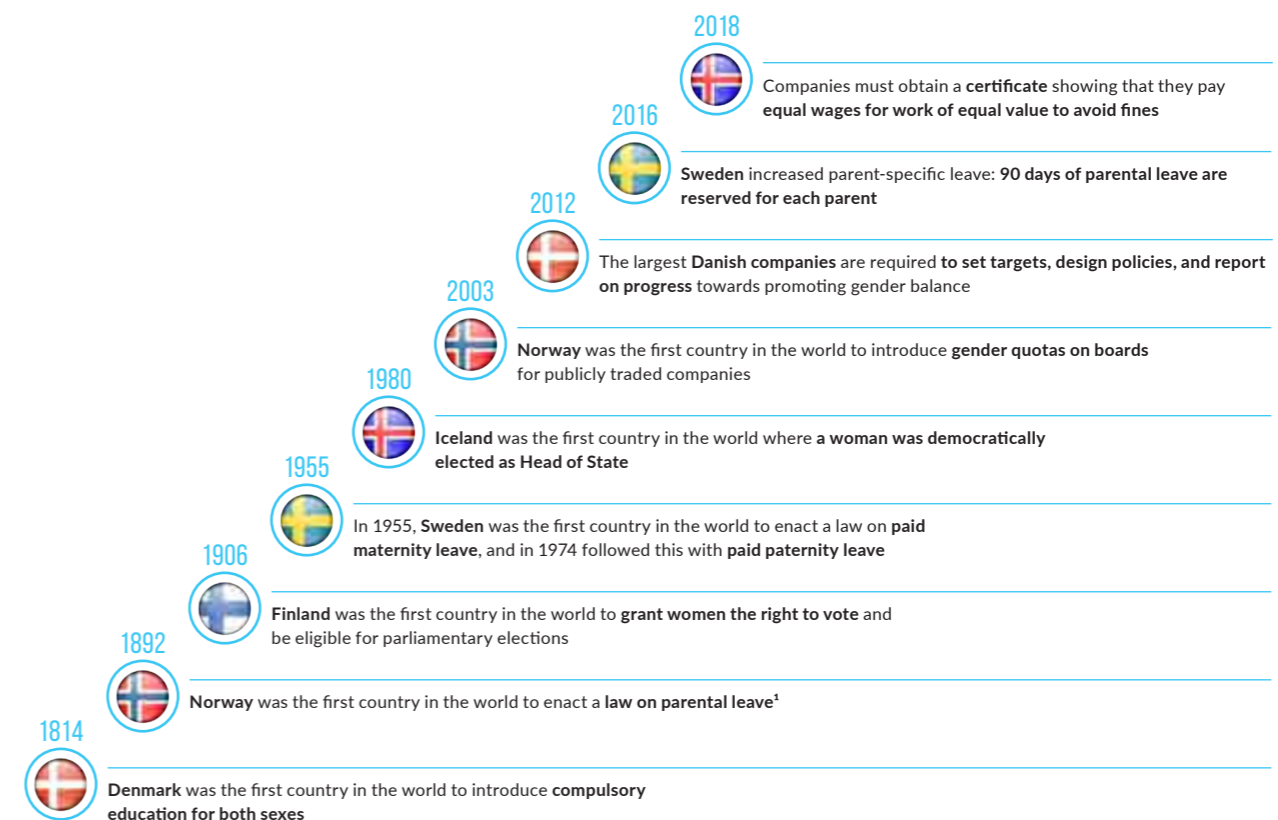 2018
Companies must obtain a certificate showing that they pay
equal wages for work of equal value to avoid fines
2016
Sweden increased parent-specific leave: 90 days of parental leave are
reserved for each parent
2012
The largest Danish companies are required to set targets, design policies, and report
on progress towards promoting gender balance
2003
Norway was the first country in the world to introduce gender quotas on boards
for publicly traded companies
1980
Iceland was the first country in the world where a woman was democratically
elected as Head of State
1955
In 1955, Sweden was the first country in the world to enact a law on paid
maternity leave, and in 1974 followed this with paid paternity leave
1906
Finland was the first country in the world to grant women the right to vote and
be eligible for parliamentary elections
1892
Norway was the first country in the world to enact a law on parental leave¹
1814
Denmark was the first country in the world to introduce compulsory
education for both sexes